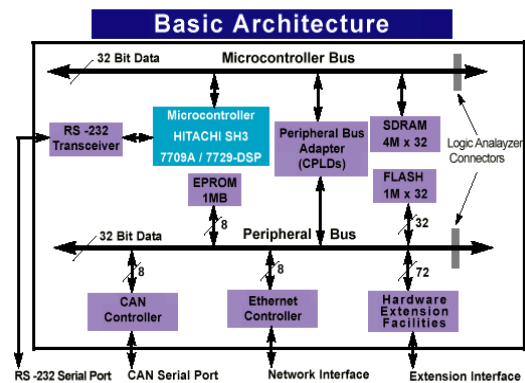 Basic Architecture
32 Bit Data
Microcontroller Bus
RS -232
Transceiver
Microcontroller
HITACHI SH3
7709A / 7729-DSP
Peripheral Bus
Adapter
(CPLDs)
SDRAM
4M x 32
Logic Analayzer
Connectors
EPROM
1MB
FLASH
1M x 32
8
32
32 Bit Data
Peripheral Bus
8
8
72
CAN
Controller
Ethernet
Controller
Hardware
Extension
Facilities
RS -232 Serial Port
CAN Serial Port
Network Interface
Extension Interface